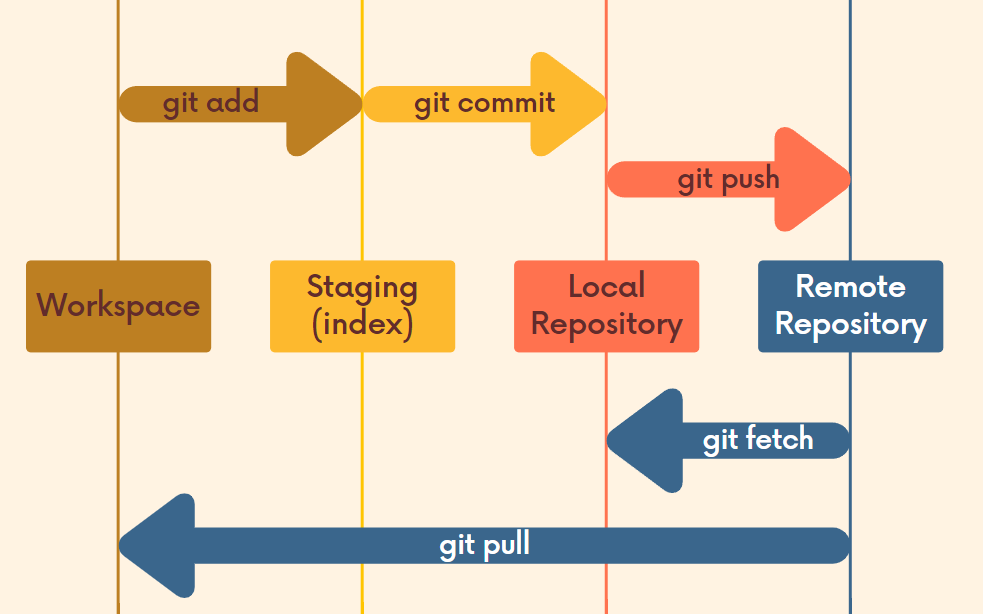 git add
git commit
git push
Workspace
Staging
(index)
Local
Repository
Remote
Repository
git fetch
git pull